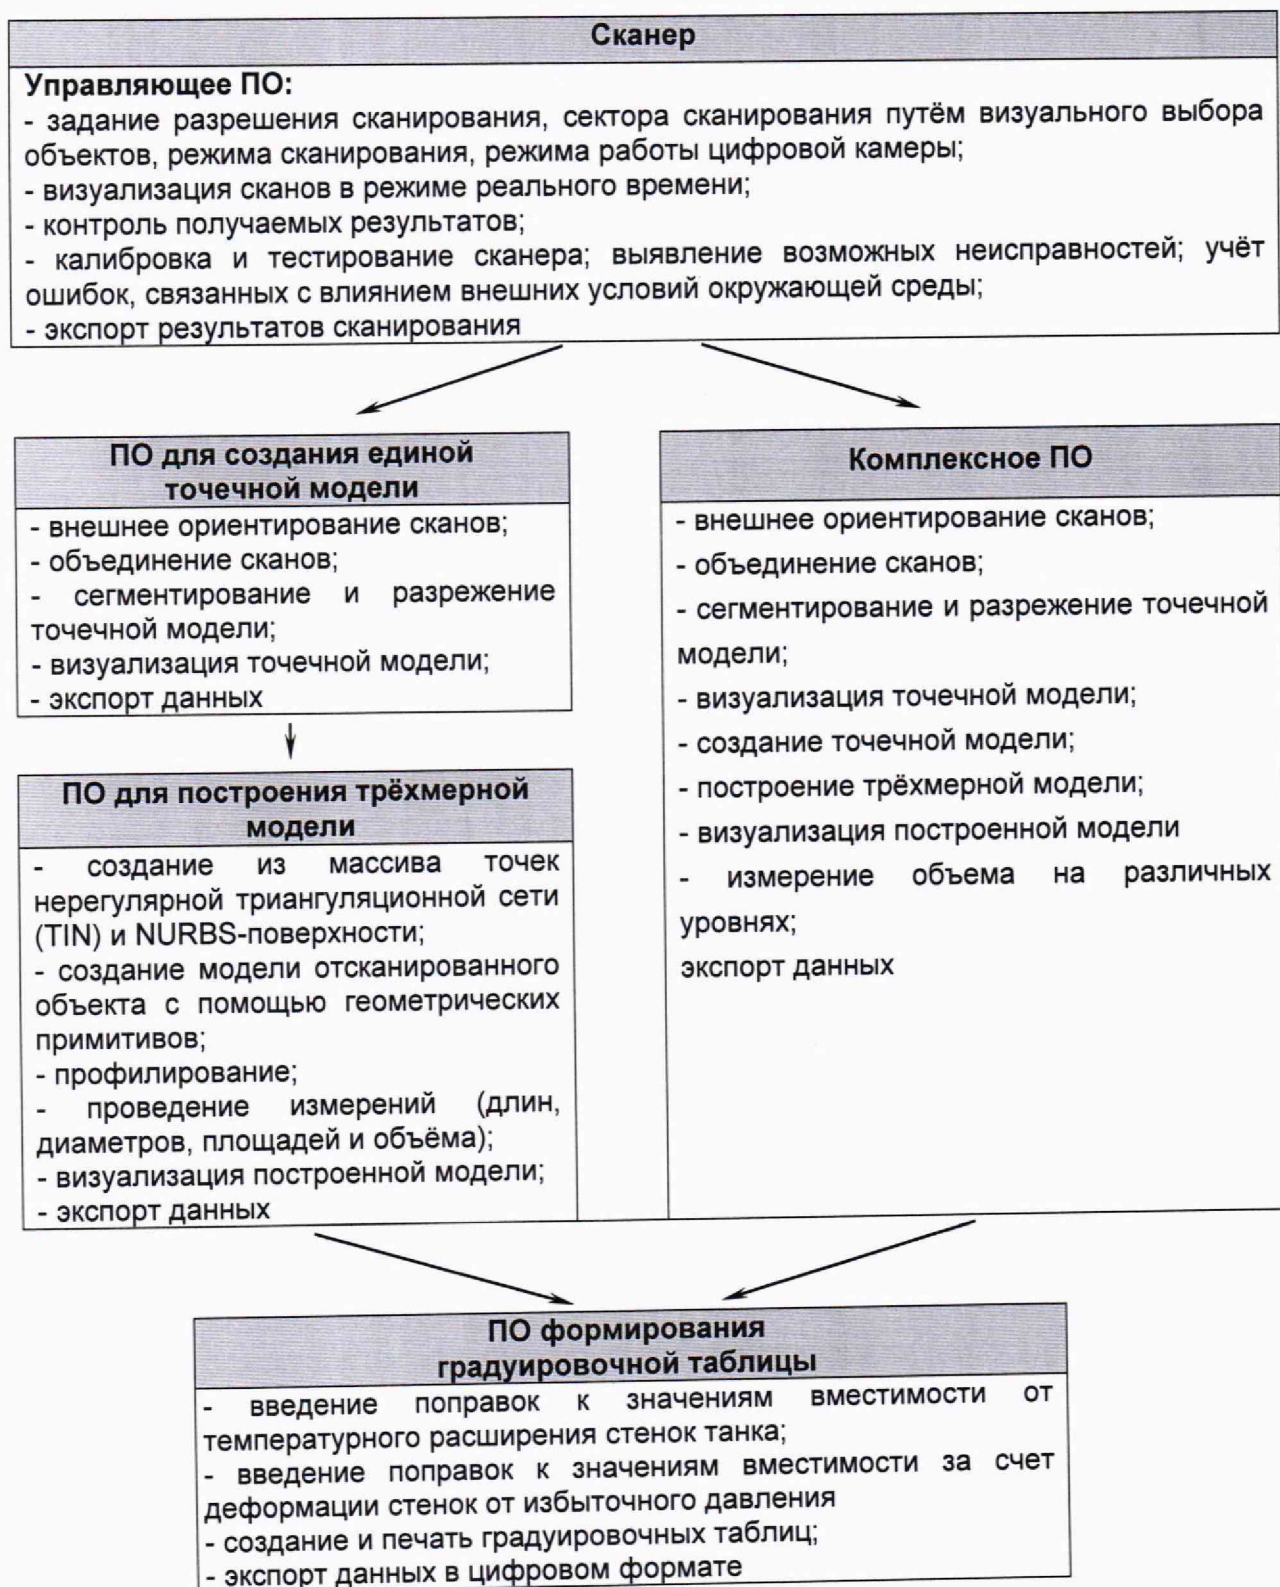 Сканер
Управляющее ПО:
- задание разрешения сканирования, сектора сканирования путём визуального выбора
объектов, режима сканирования, режима работы цифровой камеры;
- визуализация сканов в режиме реального времени;
- контроль получаемых результатов;
- калибровка и тестирование сканера; выявление возможных неисправностей; учёт
ошибок, связанных с влиянием внешних условий окружающей среды;
- экспорт результатов сканирования
ПО для создания единой
точечной модели
- внешнее ориентирование сканов;
- объединение сканов;
- сегментирование и разрежение
точечной модели;
- визуализация точечной модели;
- экспорт данных
ПО для построения трёхмерной
модели
- создание из массива точек
нерегулярной триангуляционной сети
(TIN) и NURBS-поверхности;
- создание модели отсканированного
объекта с помощью геометрических
примитивов;
- профилирование;
- проведение измерений (длин,
диаметров, площадей и объёма);
- визуализация построенной модели;
- экспорт данных
Комплексное ПО
- внешнее ориентирование сканов;
- объединение сканов;
- сегментирование и разрежение точечной
модели;
- визуализация точечной модели;
- создание точечной модели;
- построение трёхмерной модели;
- визуализация построенной модели
- измерение объема на различных
уровнях;
экспорт данных
ПО формирования
градуировочной таблицы
- введение поправок к значениям вместимости от
температурного расширения стенок танка;
- введение поправок к значениям вместимости за счет
деформации стенок от избыточного давления
- создание и печать градуировочных таблиц;
- экспорт данных в цифровом формате